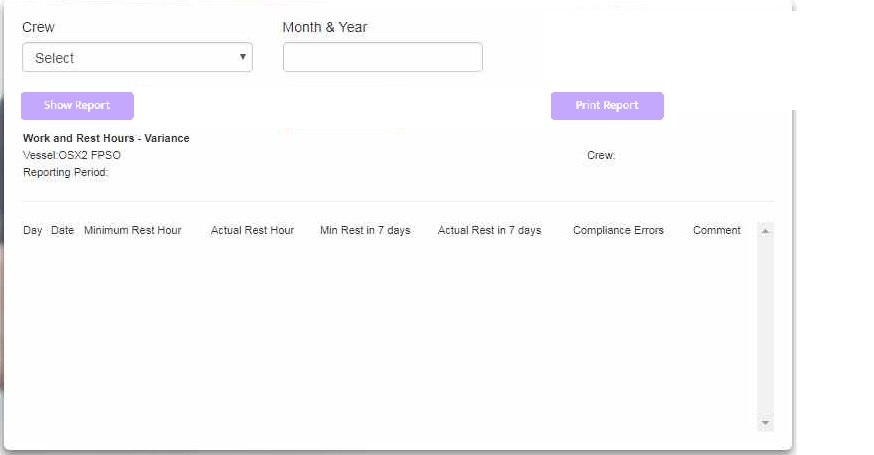 Crew Month & Year
Select
Show Report Print Report
Work and Rest Hours - Variance
Vessel:OSX2 FPSO Crew:
Reporting Period:
Day Date Minimum Rest Hour Actual Rest Hour Min Rest in 7 days Actual Rest in 7 days Compliance Errors Comment